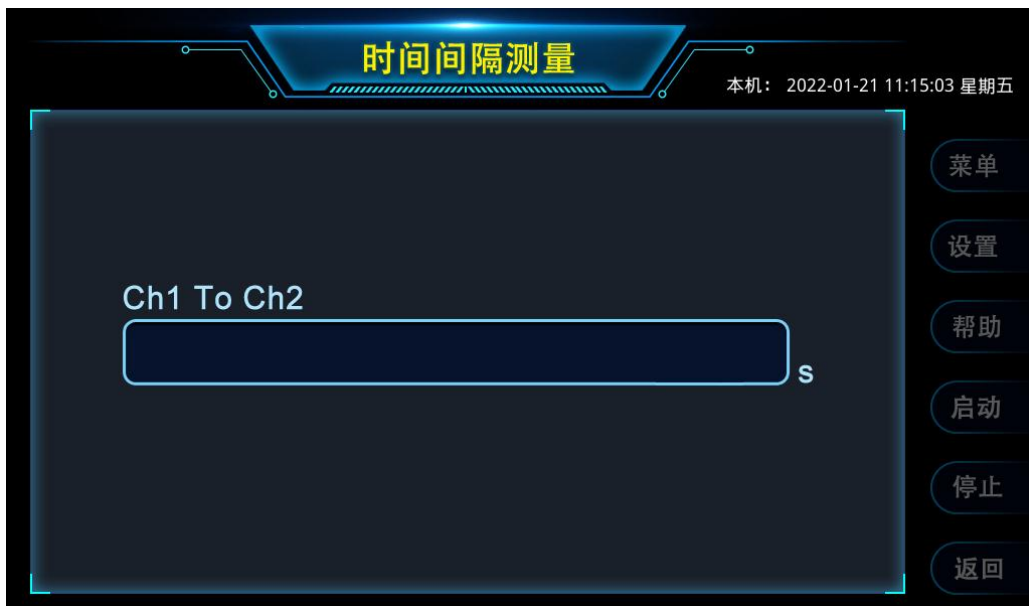 时间间隔测量
本机： 2022-01-21 11:15:03 星期五
菜单
设置
Ch1 To Ch2
帮助
s
启动
停止
返回